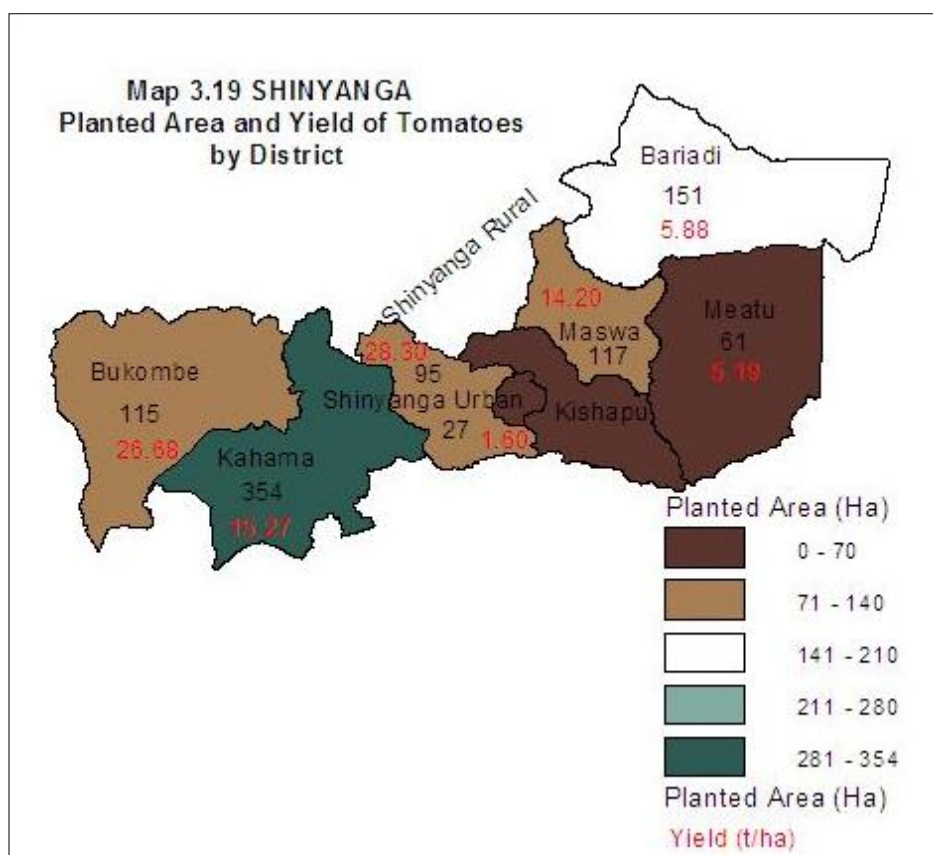 Map 3.19 SHINYANGA
Planted Area and Yield of Tomatoes
by District
Bariadi
151
5.88
Shinyanga Rural
14.20
Maswa
117
Meatu
61
5.19
28.30
95
Bukombe
115
26.68
Shinyanga Urban
27
1.60
Kishapu
Kahama
354
15.27
Planted Area (Ha)
0 - 70
71 - 140
141 - 210
211 - 280
281 - 354
Planted Area (Ha)
Yield (t/ha)